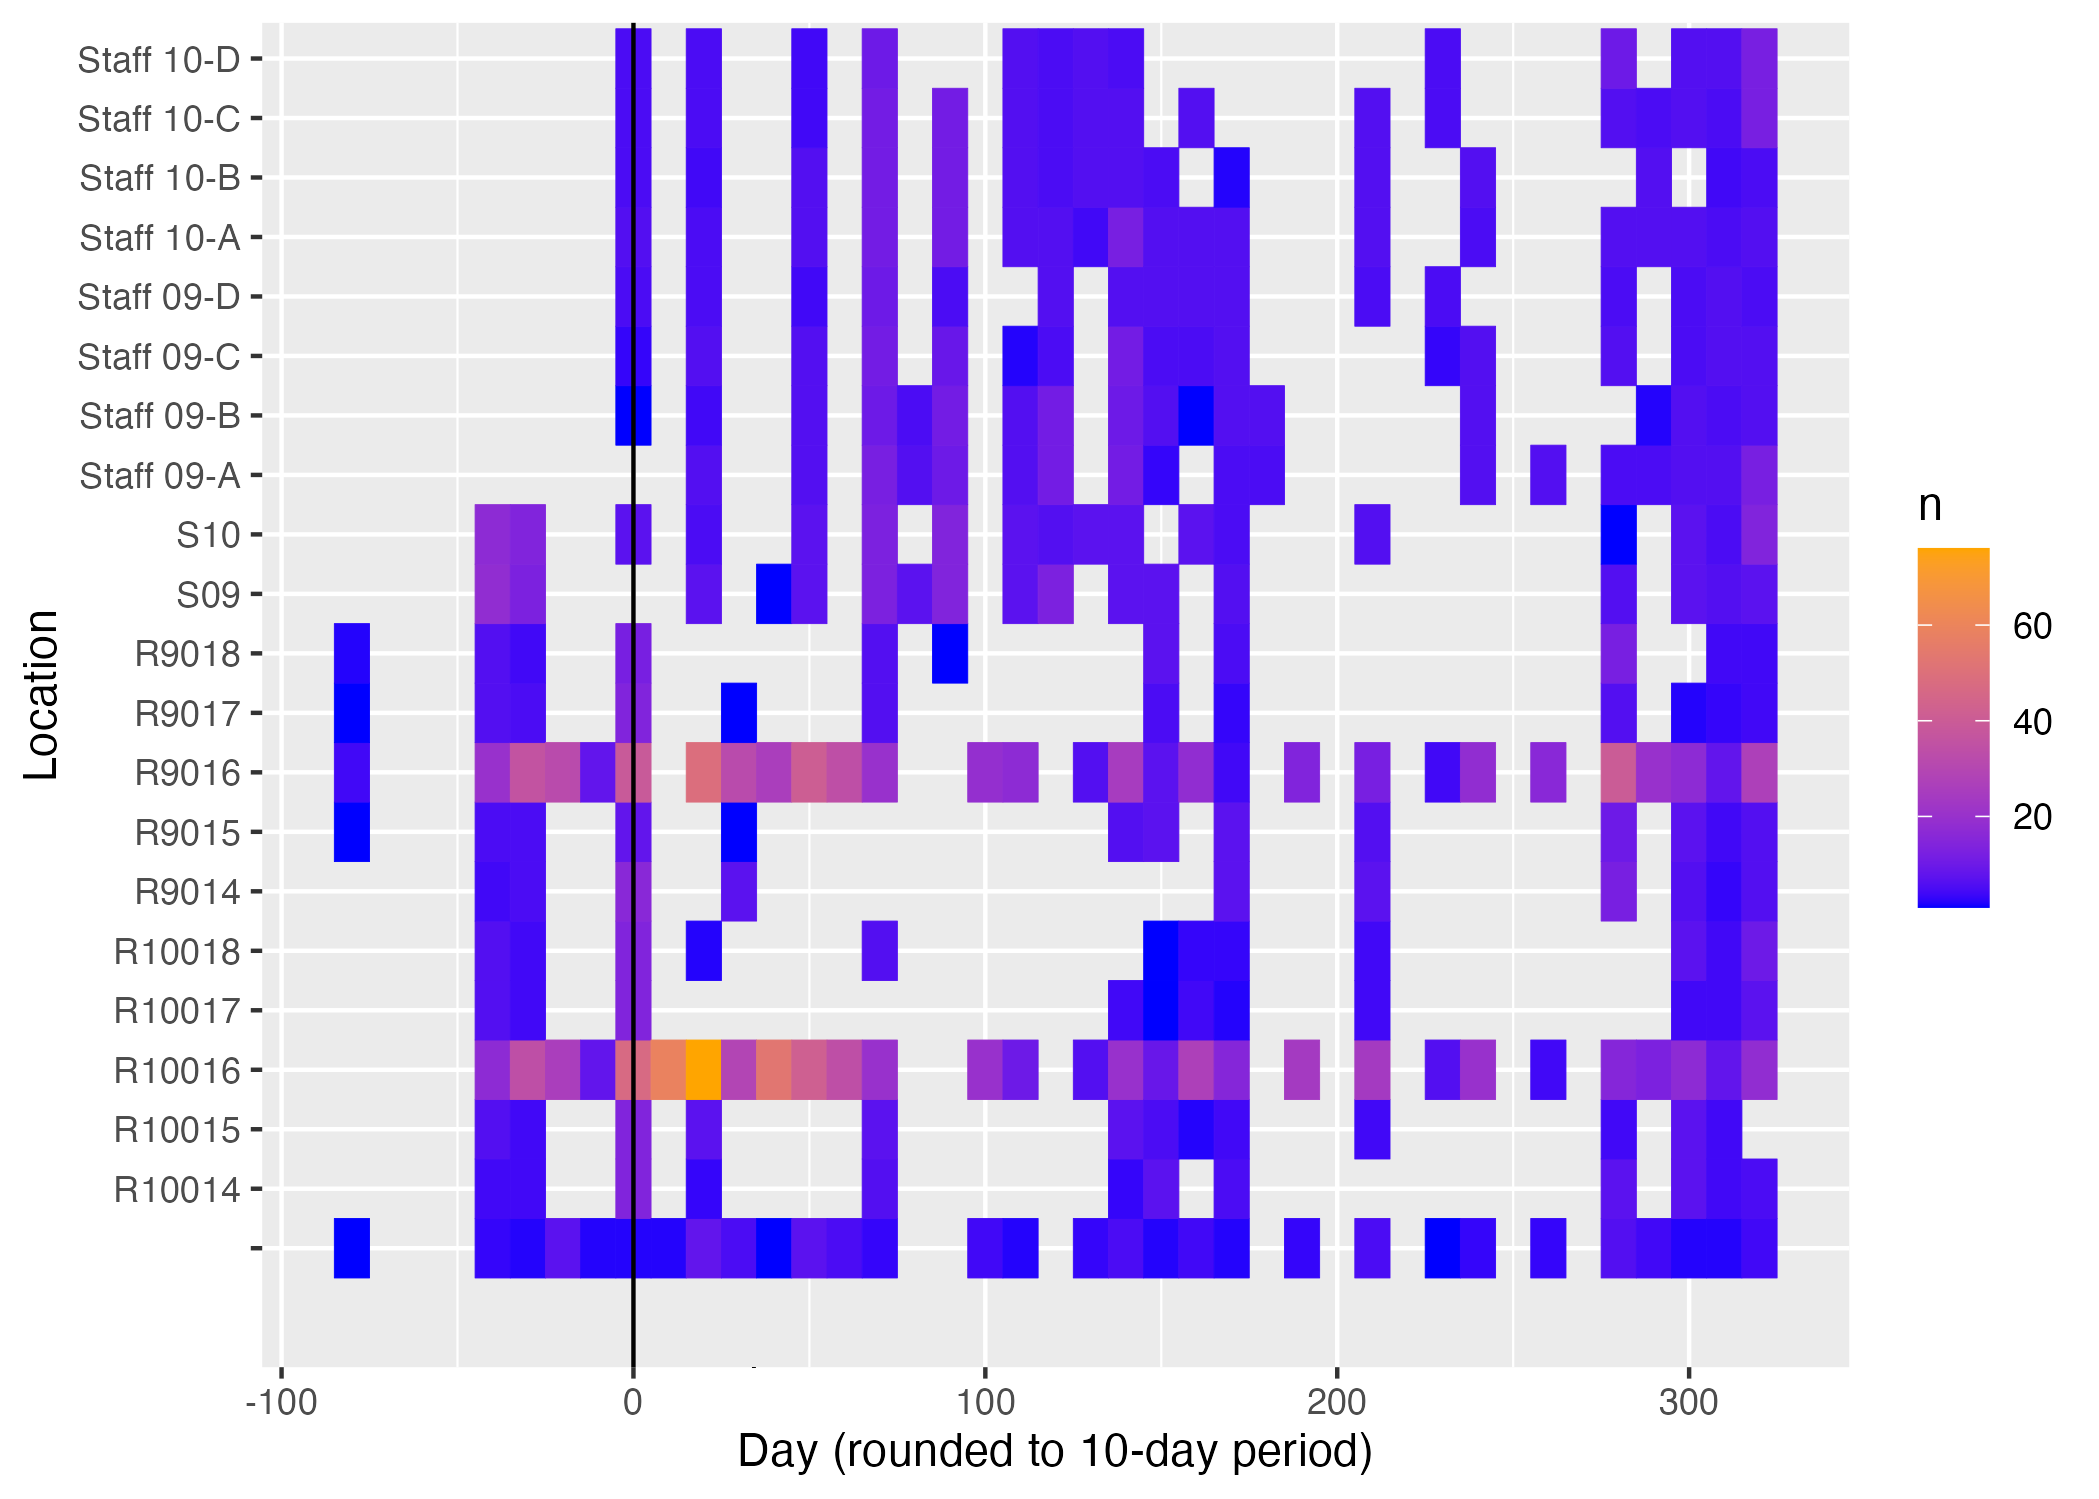 Staff 10-D
Staff 10-C
Staff 10-B
Staff 10-A
Staff 09-D
Staff 09-C
Staff 09-B
Staff 09-A
S10
S09
R9018
R9017
R9016
R9015
R9014
R10018
R10017
R10016
R10015
R10014
Location
-100
0
100
200
300
Day (rounded to 10-day period)
n
60
40
20